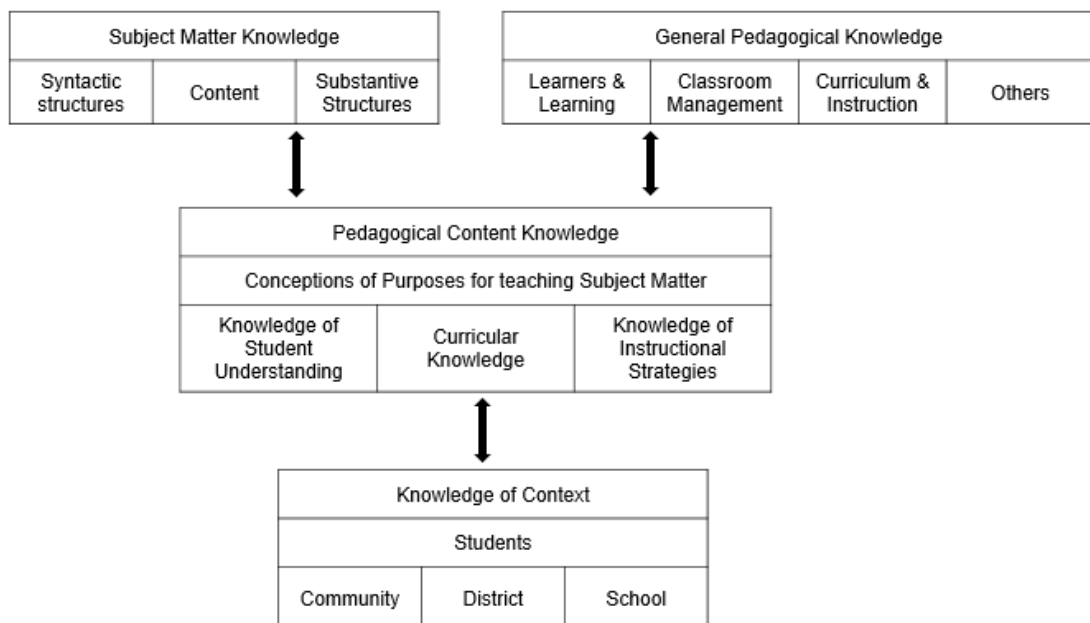 Subject Matter Knowledge
Syntactic
structures
Content
Substantive
Structures
General Pedagogical Knowledge
Learners &
Learning
Classroom
Management
Curriculum &
Instruction
Others
Pedagogical Content Knowledge
Conceptions of Purposes for teaching Subject Matter
Knowledge of
Student
Understanding
Curricular
Knowledge
Knowledge of
Instructional
Strategies
Knowledge of Context
Students
Community
District
School